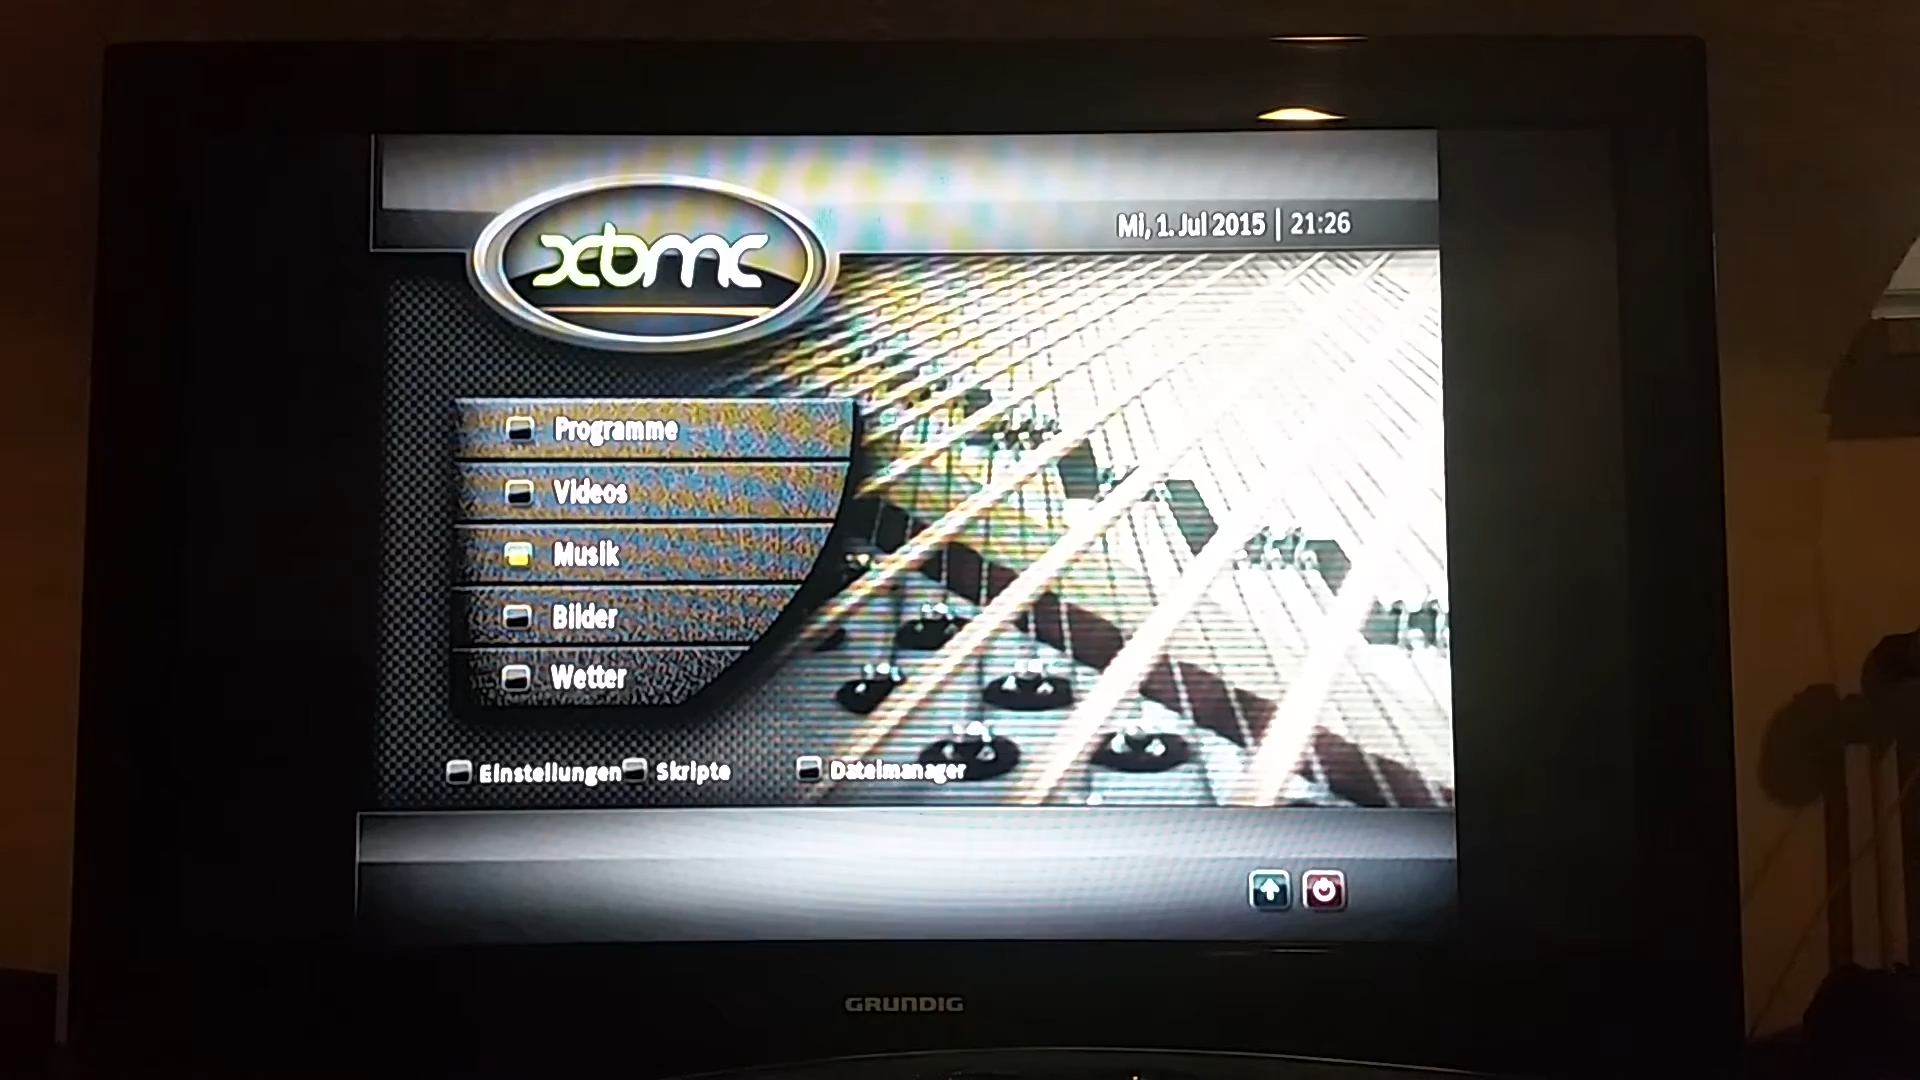 xbmc
Mi, 1. Jul 2015 | 21:26
Programme
Videos
Musik
Bilder
Wetter
Einstellungen Skripte Dateimanager
GRUNDIG